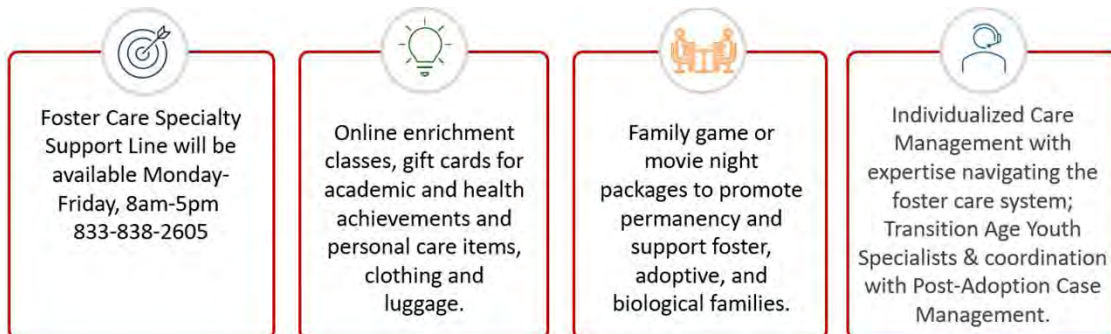 Foster Care Specialty
Support Line will be
available Monday-
Friday, 8am-5pm
833-838-2605
Online enrichment
classes, gift cards for
academic and health
achievements and
personal care items,
clothing and
luggage.
Family game or
movie night
packages to promote
permanency and
support foster,
adoptive, and
biological families.
Individualized Care
Management with
expertise navigating the
foster care system;
Transition Age Youth
Specialists & coordination
with Post-Adoption Case
Management.